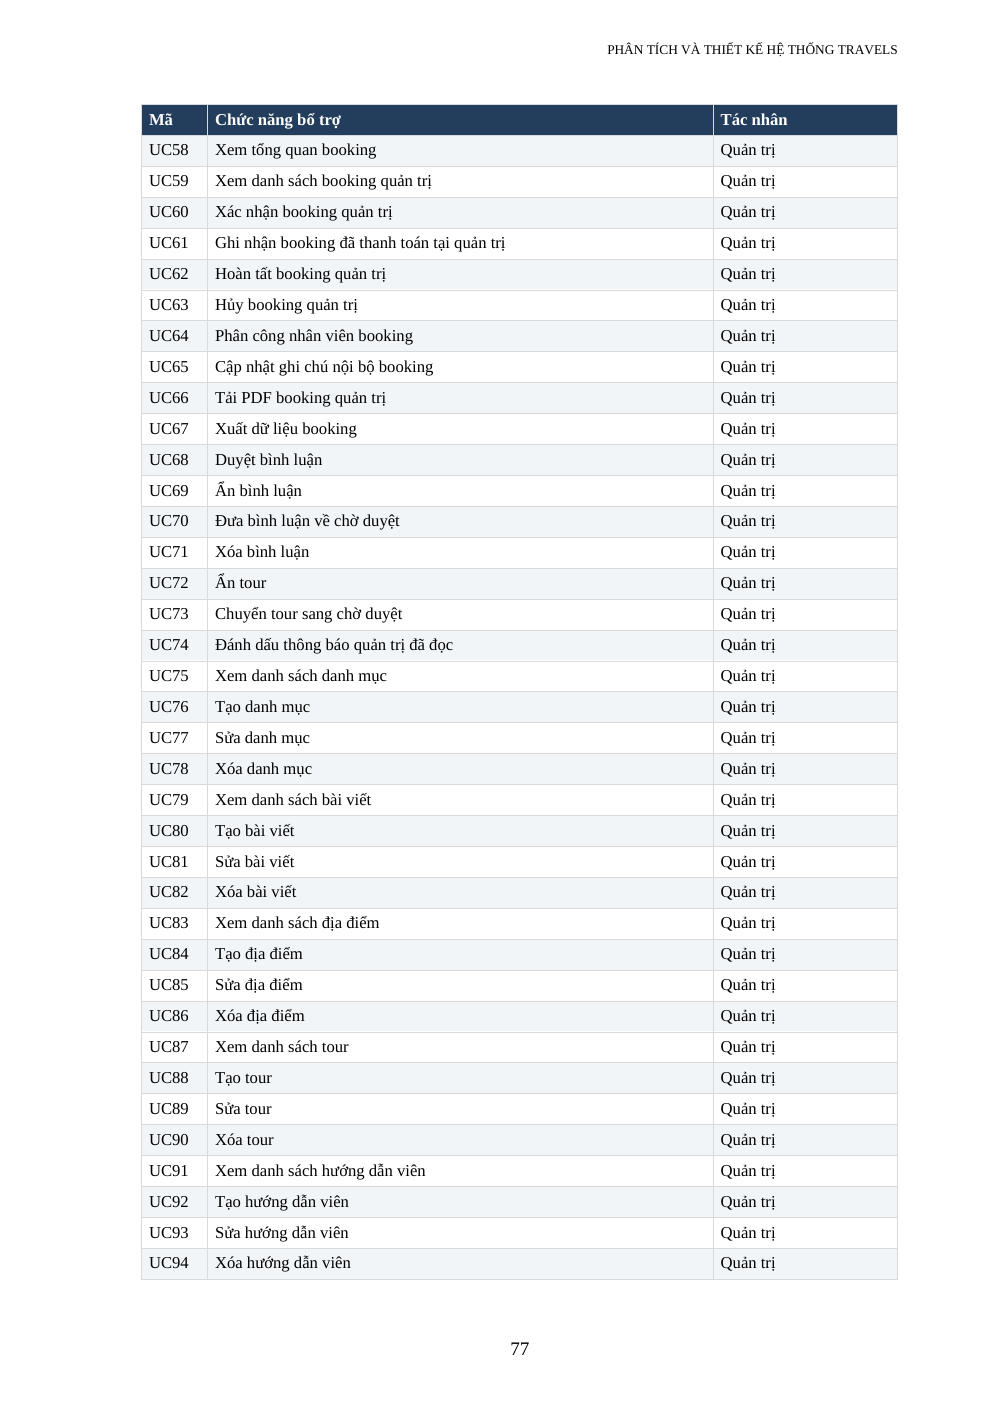 PHÂN TÍCH VÀ THIẾT KẾ HỆ THỐNG TRAVELS
Mã Chức năng bổ trợ Tác nhân
UC58 Xem tổng quan booking Quản trị
UC59 Xem danh sách booking quản trị Quản trị
UC60 Xác nhận booking quản trị Quản trị
UC61 Ghi nhận booking đã thanh toán tại quản trị Quản trị
UC62 Hoàn tất booking quản trị Quản trị
UC63 Hủy booking quản trị Quản trị
UC64 Phân công nhân viên booking Quản trị
UC65 Cập nhật ghi chú nội bộ booking Quản trị
UC66 Tải PDF booking quản trị Quản trị
UC67 Xuất dữ liệu booking Quản trị
UC68 Duyệt bình luận Quản trị
UC69 Ẩn bình luận Quản trị
UC70 Đưa bình luận về chờ duyệt Quản trị
UC71 Xóa bình luận Quản trị
UC72 Ẩn tour Quản trị
UC73 Chuyển tour sang chờ duyệt Quản trị
UC74 Đánh dấu thông báo quản trị đã đọc Quản trị
UC75 Xem danh sách danh mục Quản trị
UC76 Tạo danh mục Quản trị
UC77 Sửa danh mục Quản trị
UC78 Xóa danh mục Quản trị
UC79 Xem danh sách bài viết Quản trị
UC80 Tạo bài viết Quản trị
UC81 Sửa bài viết Quản trị
UC82 Xóa bài viết Quản trị
UC83 Xem danh sách địa điểm Quản trị
UC84 Tạo địa điểm Quản trị
UC85 Sửa địa điểm Quản trị
UC86 Xóa địa điểm Quản trị
UC87 Xem danh sách tour Quản trị
UC88 Tạo tour Quản trị
UC89 Sửa tour Quản trị
UC90 Xóa tour Quản trị
UC91 Xem danh sách hướng dẫn viên Quản trị
UC92 Tạo hướng dẫn viên Quản trị
UC93 Sửa hướng dẫn viên Quản trị
UC94 Xóa hướng dẫn viên Quản trị
77